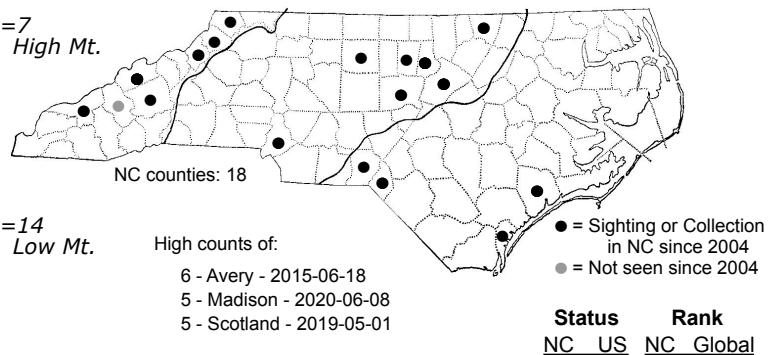 =7
High Mt.
NC counties: 18
=14
Low Mt.
High counts of:
6 - Avery - 2015-06-18
5 - Madison - 2020-06-08
5 - Scotland - 2019-05-01
= Sighting or Collection
in NC since 2004
= Not seen since 2004
Status Rank
NC US NC Global